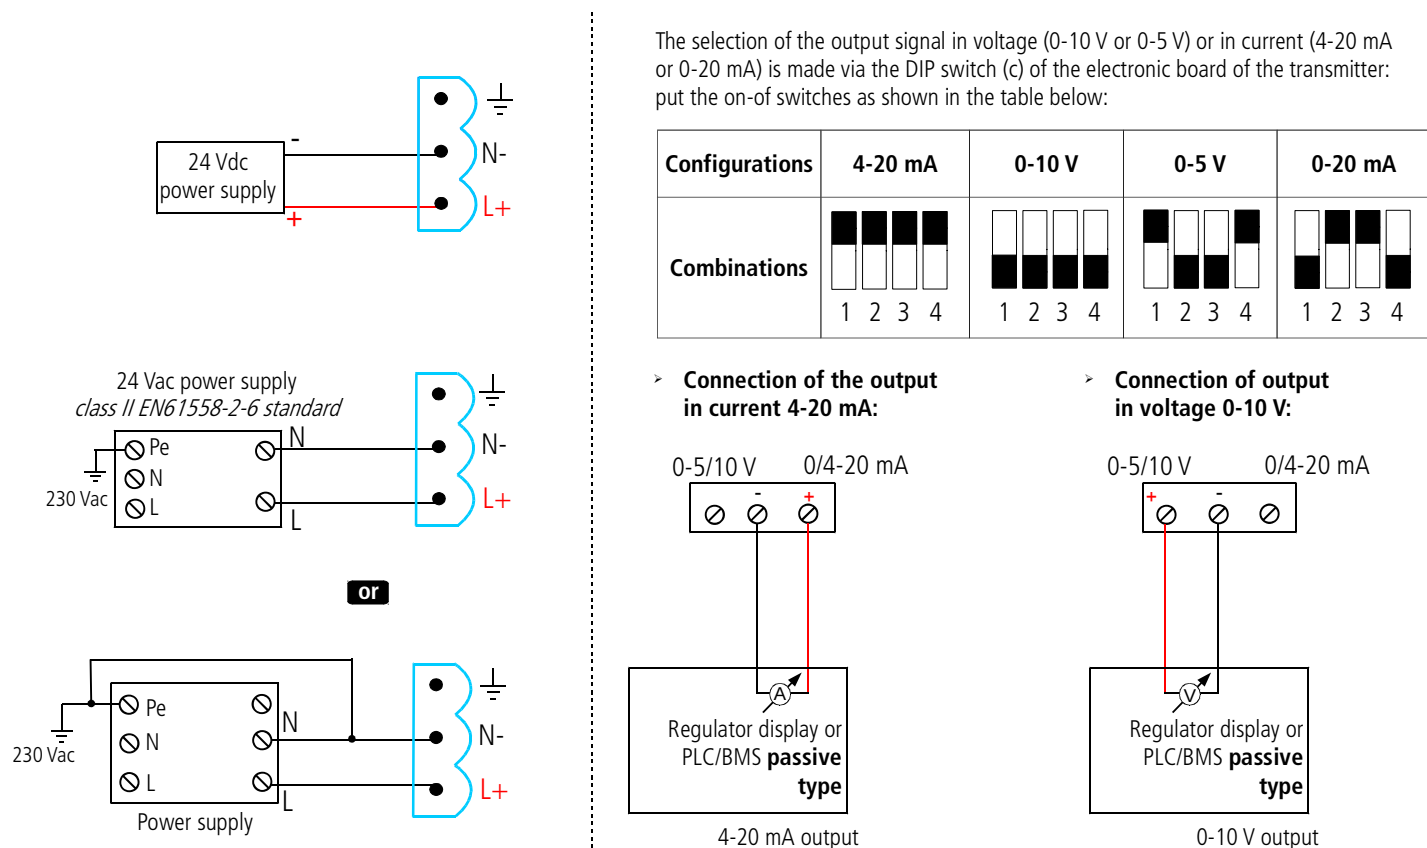 24 Vdc
power supply
-
+
N-
L+
24 Vac power supply
class II EN61558-2-6 standard
Pe
N
L
230 Vac
N
L
N-
L+
or
Pe
N
L
230 Vac
N
L
N-
L+
Power supply
The selection of the output signal in voltage (0-10 V or 0-5 V) or in current (4-20 mA
or 0-20 mA) is made via the DIP switch (c) of the electronic board of the transmitter:
put the on-of switches as shown in the table below:
Configurations 4-20 mA 0-10 V 0-5 V 0-20 mA
Combinations
1 2 3 4 1 2 3 4 1 2 3 4 1 2 3 4
Connection of the output
in current 4-20 mA:
0-5/10 V 0/4-20 mA
- +
A
Regulator display or
PLC/BMS passive
type
4-20 mA output
Connection of output
in voltage 0-10 V:
0-5/10 V 0/4-20 mA
+ -
V
Regulator display or
PLC/BMS passive
type
0-10 V output